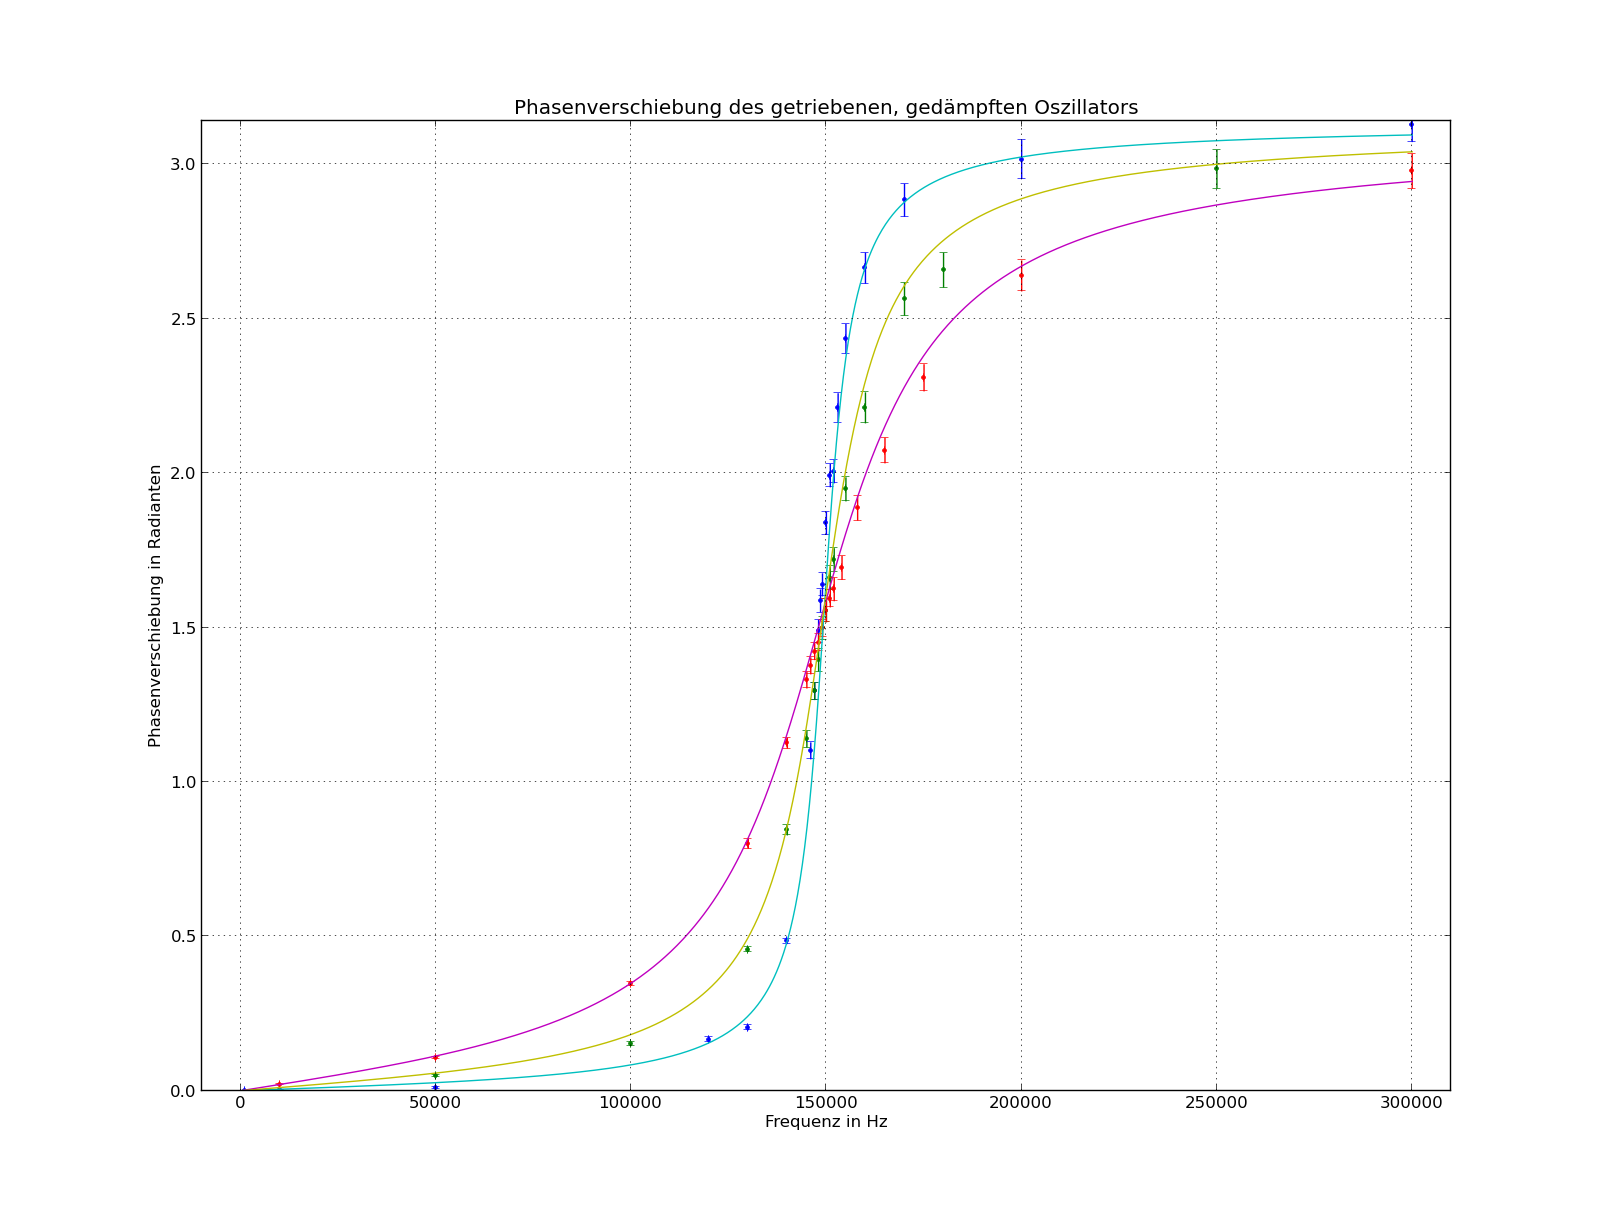 Phasenverschiebung des getriebenen, gedämpften Oszillators
Phasenverschiebung in Radianten
3.0
2.5
2.0
1.5
1.0
0.5
0.0
0 50000 100000 150000 200000 250000 300000
Frequenz in Hz